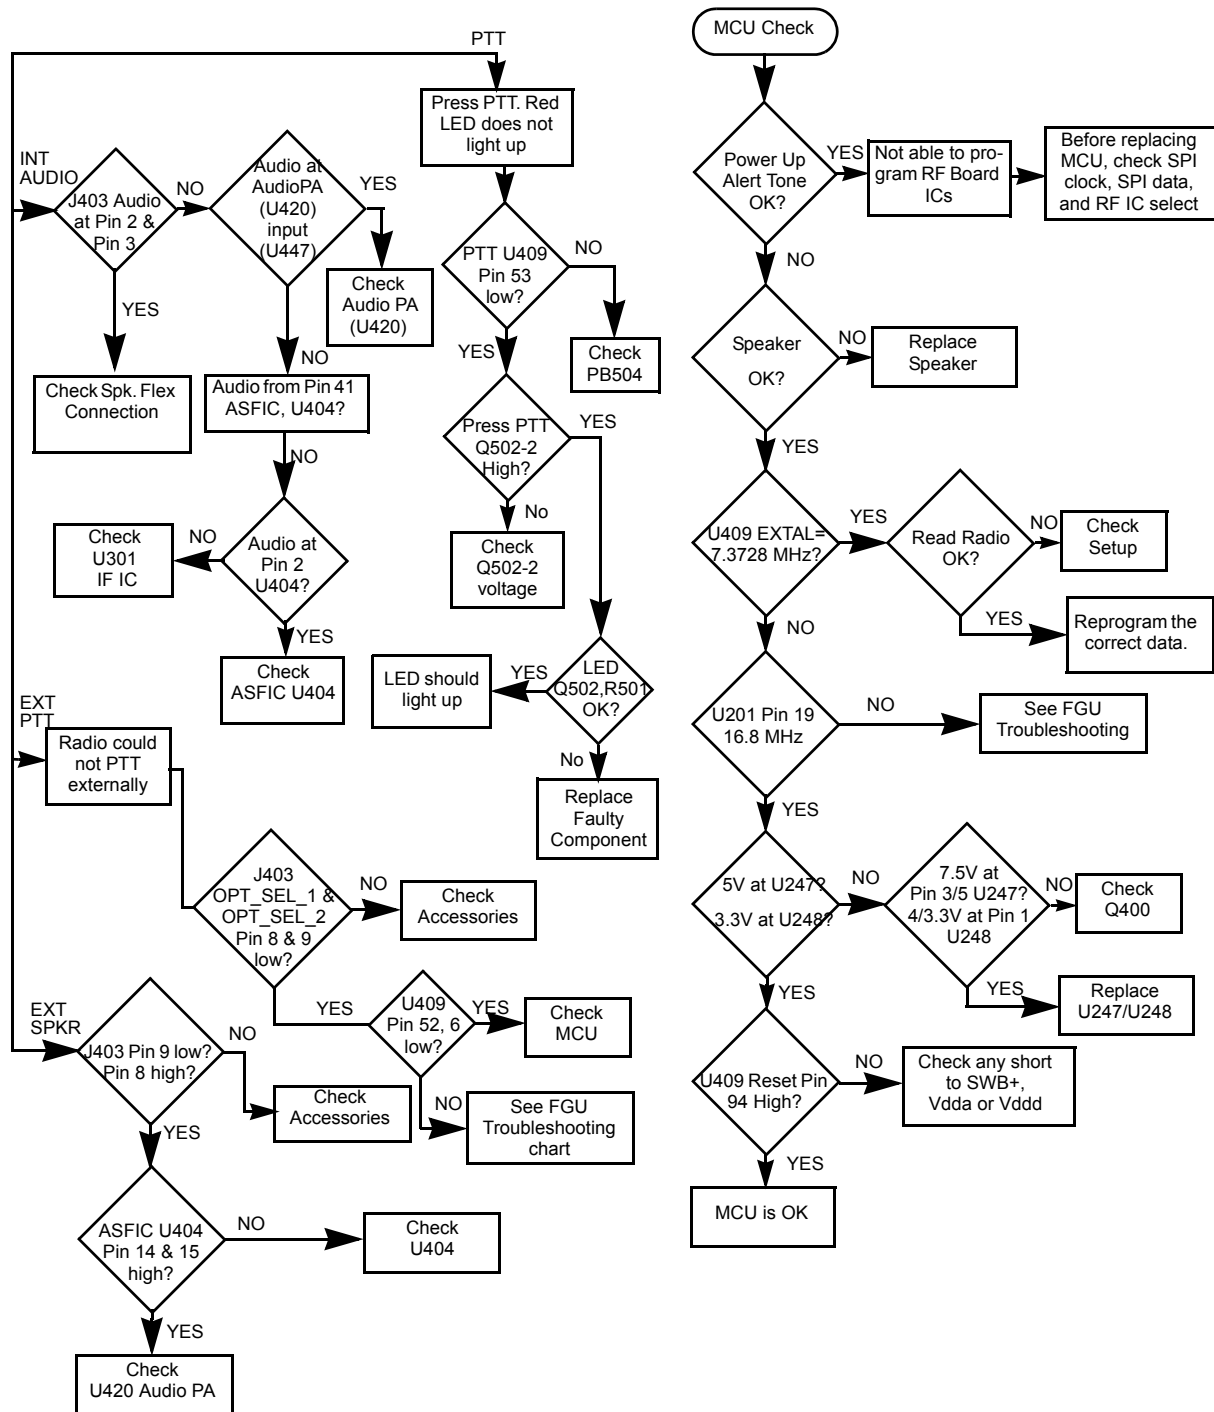 PTT
Press PTT. Red
LED does not
light up
INT
AUDIO
J403 Audio
at Pin 2 &
Pin 3
NO
Audio at
AudioPA
(U420)
input
(U447)
YES
Check
Audio PA
(U420)
YES
Check Spk. Flex
Connection
NO
Audio from Pin 41
ASFIC, U404?
NO
Audio at
Pin 2
U404?
NO
Check
U301
IF IC
YES
Check
ASFIC U404
PTT U409
Pin 53
low?
NO
Check
PB504
YES
Press PTT
Q502-2
High?
YES
No
Check
Q502-2
voltage
LED
Q502,R501
OK?
YES
LED should
light up
No
Replace
Faulty
Component
EXT
PTT
Radio could
not PTT
externally
J403
OPT_SEL_1 &
OPT_SEL_2
Pin 8 & 9
low?
NO
Check
Accessories
YES
U409
Pin 52, 6
low?
YES
Check
MCU
NO
See FGU
Troubleshooting
chart
EXT
SPKR
J403 Pin 9 low?
Pin 8 high?
NO
Check
Accessories
YES
ASFIC U404
Pin 14 & 15
high?
NO
Check
U404
YES
Check
U420 Audio PA
MCU Check
Power Up
Alert Tone
OK?
YES
Not able to pro-
gram RF Board
ICs
Before replacing
MCU, check SPI
clock, SPI data,
and RF IC select
NO
Speaker
OK?
NO
Replace
Speaker
YES
U409 EXTAL=
7.3728 MHz?
YES
Read Radio
OK?
NO
Check
Setup
YES
Reprogram the
correct data.
NO
U201 Pin 19
16.8 MHz
NO
See FGU
Troubleshooting
YES
5V at U247?
3.3V at U248?
NO
7.5V at
Pin 3/5 U247?
4/3.3V at Pin 1
U248
NO
Check
Q400
YES
Replace
U247/U248
YES
U409 Reset Pin
94 High?
NO
Check any short
to SWB+,
Vdda or Vddd
YES
MCU is OK